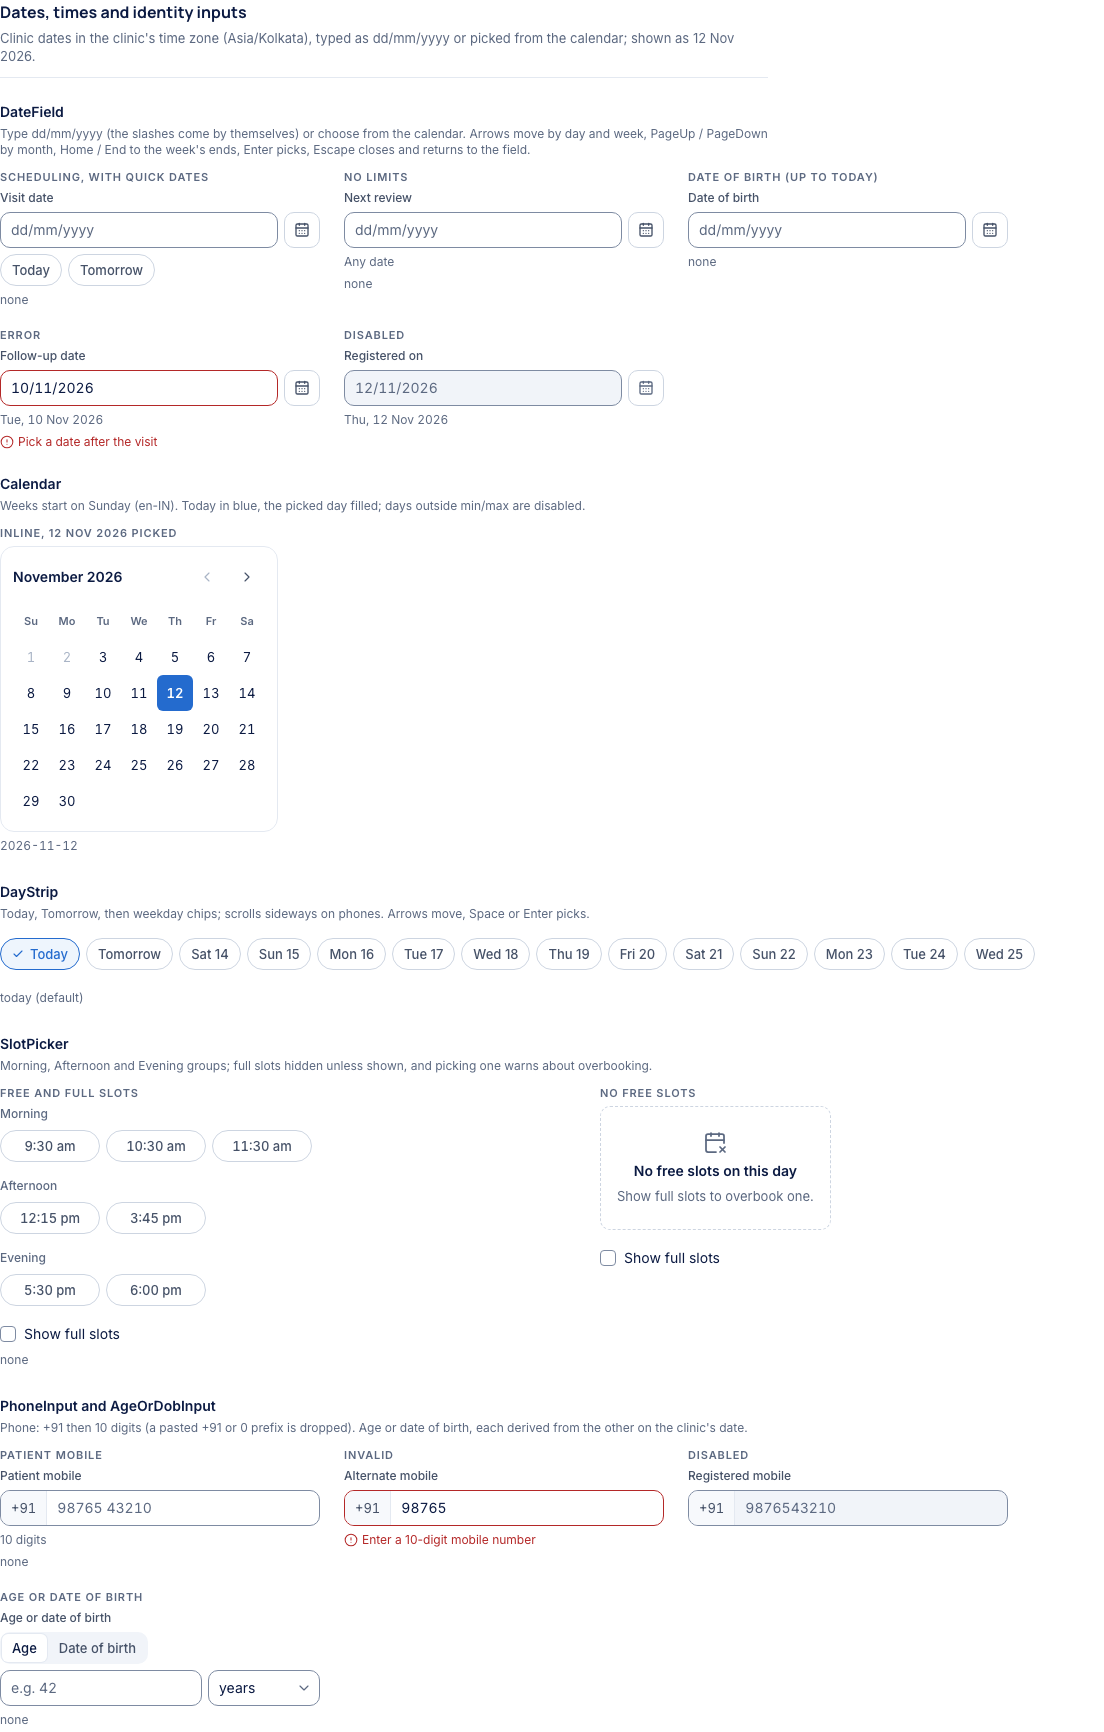 Dates, times and identity inputs
Clinic dates in the clinic's time zone (Asia/Kolkata), typed as dd/mm/yyyy or picked from the calendar; shown as 12 Nov
2026.
DateField
Type dd/mm/yyyy (the slashes come by themselves) or choose from the calendar. Arrows move by day and week, PageUp / PageDown
by month, Home / End to the week's ends, Enter picks, Escape closes and returns to the field.
SCHEDULING, WITH QUICK DATES
Visit date
dd/mm/yyyy
Today Tomorrow
none
NO LIMITS
Next review
dd/mm/yyyy
Any date
none
DATE OF BIRTH (UP TO TODAY)
Date of birth
dd/mm/yyyy
none
ERROR
Follow-up date
10/11/2026
Tue, 10 Nov 2026
Pick a date after the visit
DISABLED
Registered on
12/11/2026
Thu, 12 Nov 2026
Calendar
Weeks start on Sunday (en-IN). Today in blue, the picked day filled; days outside min/max are disabled.
INLINE, 12 NOV 2026 PICKED
November 2026
Su Mo Tu We Th Fr Sa
1 2 3 4 5 6 7
8 9 10 11 12 13 14
15 16 17 18 19 20 21
22 23 24 25 26 27 28
29 30
2026-11-12
DayStrip
Today, Tomorrow, then weekday chips; scrolls sideways on phones. Arrows move, Space or Enter picks.
Today Tomorrow Sat 14 Sun 15 Mon 16 Tue 17 Wed 18 Thu 19 Fri 20 Sat 21 Sun 22 Mon 23 Tue 24 Wed 25
today (default)
SlotPicker
Morning, Afternoon and Evening groups; full slots hidden unless shown, and picking one warns about overbooking.
FREE AND FULL SLOTS
Morning
9:30 am 10:30 am 11:30 am
Afternoon
12:15 pm 3:45 pm
Evening
5:30 pm 6:00 pm
Show full slots
none
NO FREE SLOTS
No free slots on this day
Show full slots to overbook one.
Show full slots
PhoneInput and AgeOrDobInput
Phone: +91 then 10 digits (a pasted +91 or 0 prefix is dropped). Age or date of birth, each derived from the other on the clinic's date.
PATIENT MOBILE
Patient mobile
+91 98765 43210
10 digits
none
INVALID
Alternate mobile
+91 98765
Enter a 10-digit mobile number
DISABLED
Registered mobile
+91 9876543210
AGE OR DATE OF BIRTH
Age or date of birth
Age Date of birth
e.g. 42 years
none